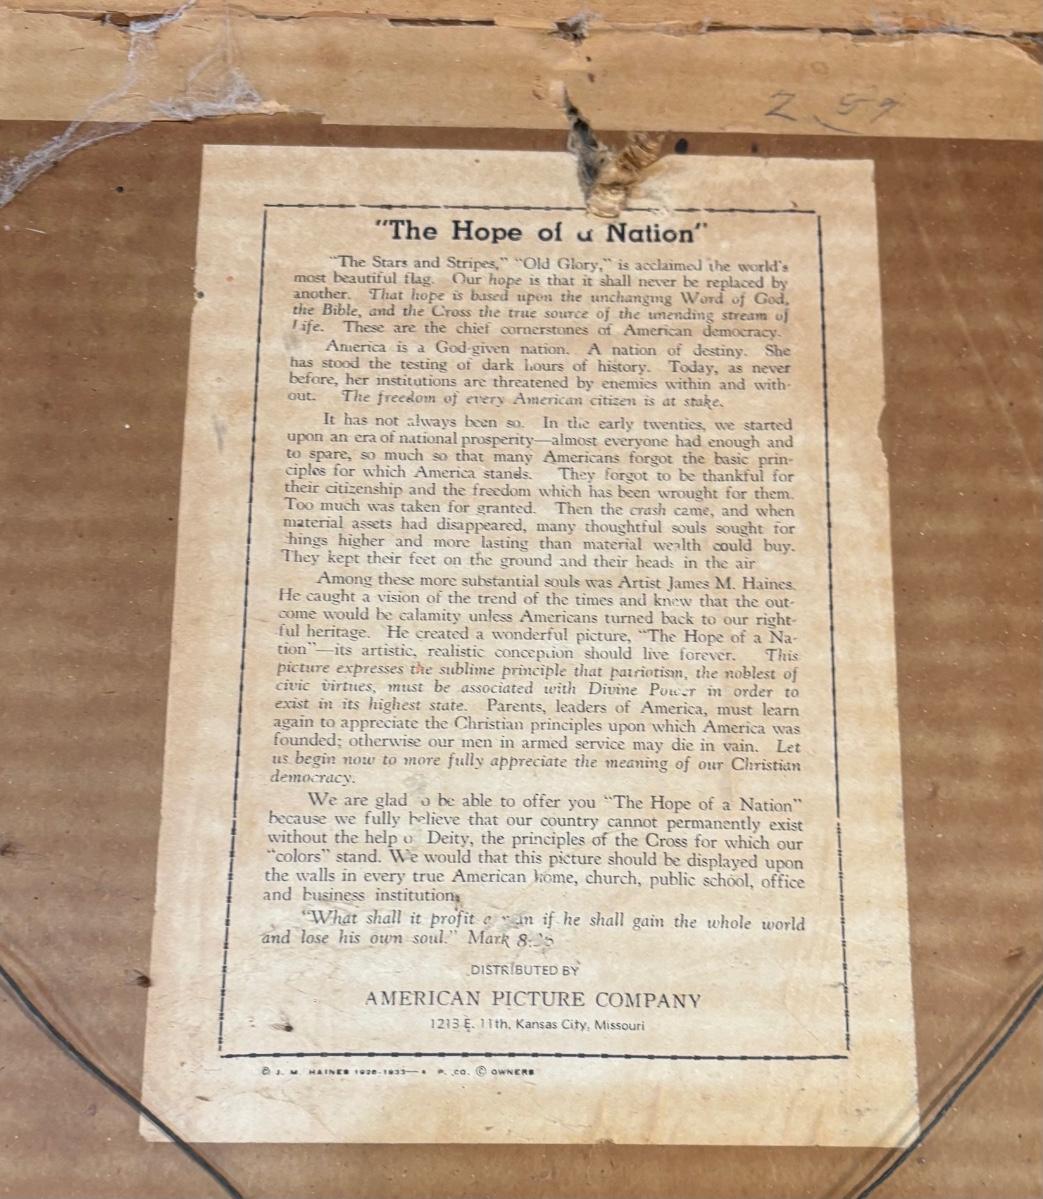 2 59
"The Hope of a Nation"
"The Stars and Stripes," "Old Glory," is acclaimed the world's
most beautiful flag. Our hope is that it shall never be replaced by
another. That hope is based upon the unchanging Word of God,
the Bible, and the Cross the true source of the unending stream of
Life. These are the chief cornerstones of American democracy.
America is a God-given nation. A nation of destiny. She
has stood the testing of dark hours of history. Today, as never
before, her institutions are threatened by enemies within and with-
out. The freedom of every American citizen is at stake.
It has not always been so. In the early twenties, we started
upon an era of national prosperity—almost everyone had enough and
to spare, so much so that many Americans forgot the basic prin-
ciples for which America stands. They forgot to be thankful for
their citizenship and the freedom which has been wrought for them.
Too much was taken for granted. Then the crash came, and when
material assets had disappeared, many thoughtful souls sought for
things higher and more lasting than material wealth could buy.
They kept their feet on the ground and their heads in the air
Among these more substantial souls was Artist James M. Haines.
He caught a vision of the trend of the times and knew that the out-
come would be calamity unless Americans turned back to our right-
ful heritage. He created a wonderful picture, "The Hope of a Na-
tion"—its artistic, realistic conception should live forever. This
picture expresses the sublime principle that patriotism, the noblest of
civic virtues, must be associated with Divine Power in order to
exist in its highest state. Parents, leaders of America, must learn
again to appreciate the Christian principles upon which America was
founded; otherwise our men in armed service may die in vain. Let
us begin now to more fully appreciate the meaning of our Christian
democracy.
We are glad to be able to offer you "The Hope of a Nation"
because we fully believe that our country cannot permanently exist
without the help of Deity, the principles of the Cross for which our
"colors" stand. We would that this picture should be displayed upon
the walls in every true American home, church, public school, office
and business institution.
"What shall it profit a man if he shall gain the whole world
and lose his own soul." Mark
DISTRIBUTED BY
AMERICAN PICTURE COMPANY
1213 E. 11th, Kansas City, Missouri
© J. M. HAINES 1928-1933— P. CO. © OWNERS